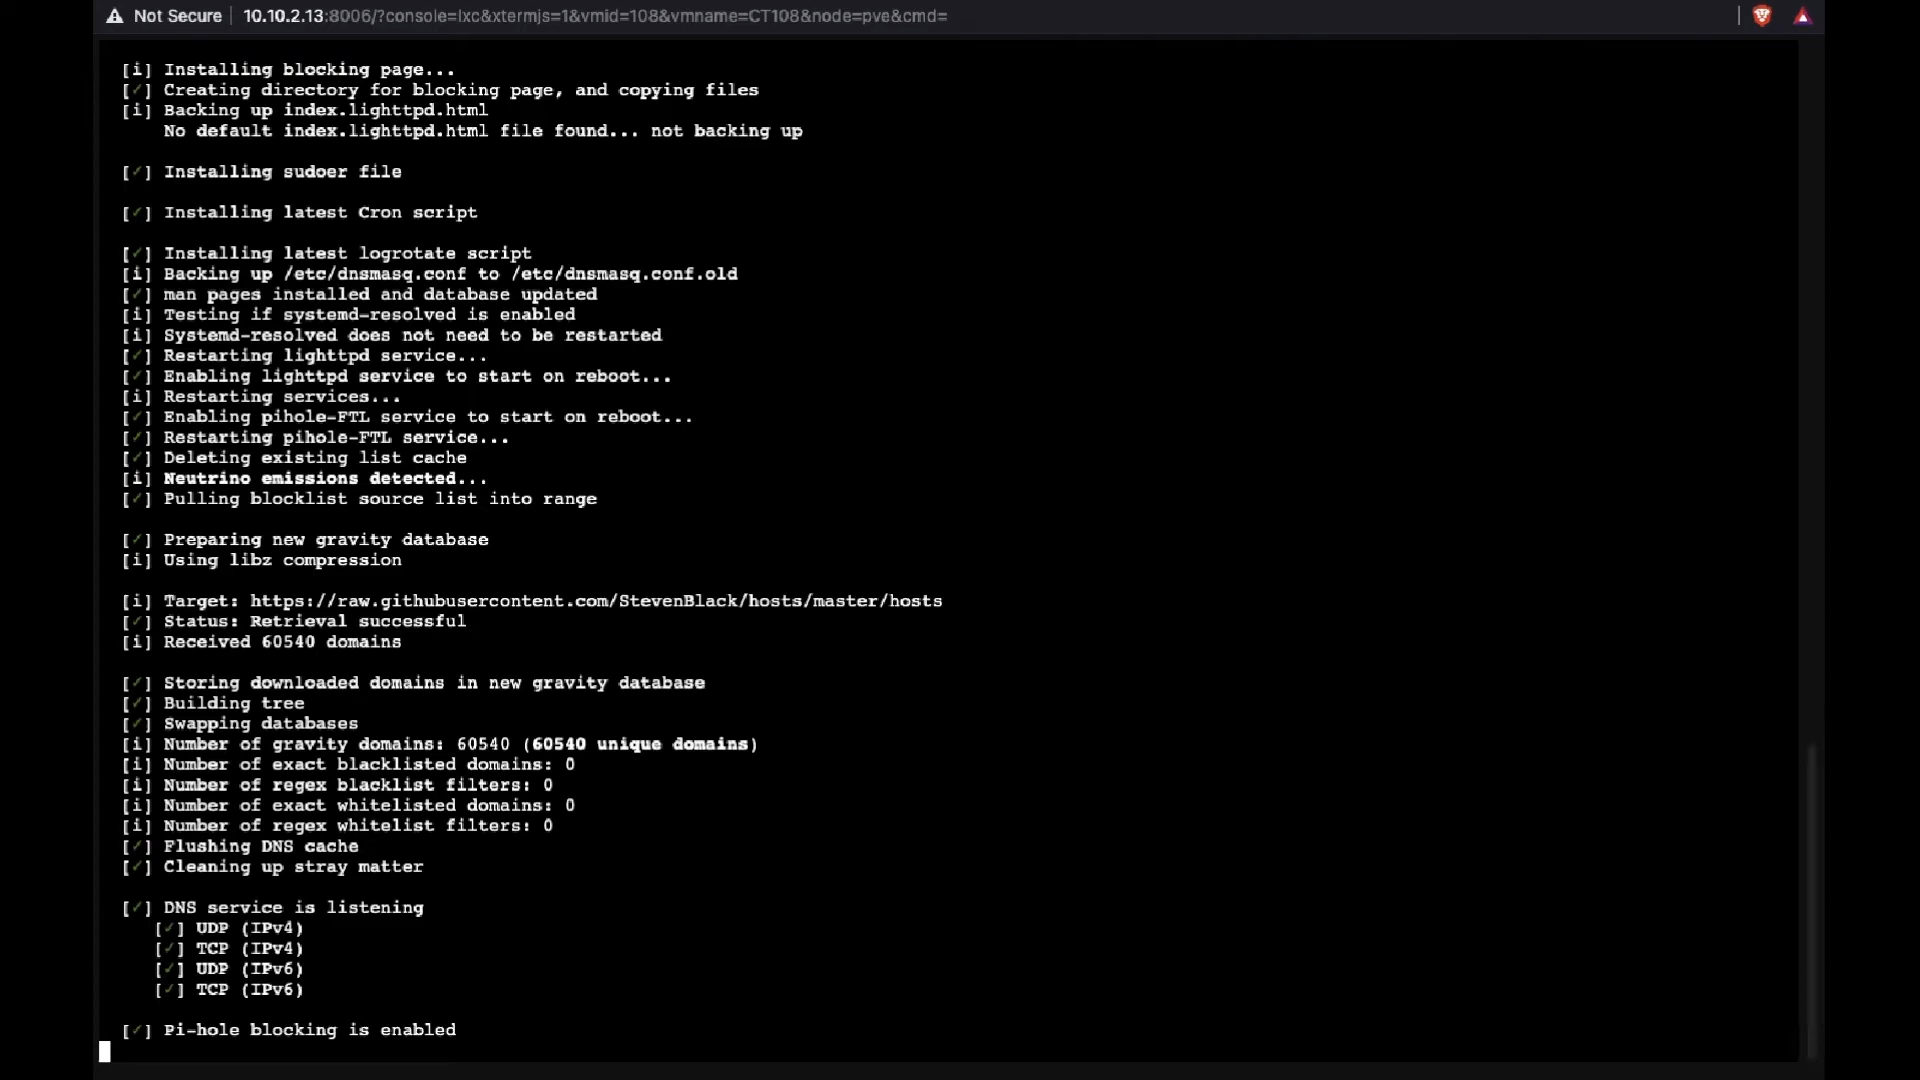 Not Secure | 10.10.2.13:8006/?console=lxc&xtermjs=1&vmid=108&vmname=CT108&node=pve&cmd=
[i] Installing blocking page...
[✓] Creating directory for blocking page, and copying files
[i] Backing up index.lighttpd.html
No default index.lighttpd.html file found... not backing up
[✓] Installing sudoer file
[✓] Installing latest Cron script
[✓] Installing latest logrotate script
[i] Backing up /etc/dnsmasq.conf to /etc/dnsmasq.conf.old
[✓] man pages installed and database updated
[i] Testing if systemd-resolved is enabled
[i] Systemd-resolved does not need to be restarted
[✓] Restarting lighttpd service...
[✓] Enabling lighttpd service to start on reboot...
[i] Restarting services...
[✓] Enabling pihole-FTL service to start on reboot...
[✓] Restarting pihole-FTL service...
[✓] Deleting existing list cache
[i] Neutrino emissions detected...
[✓] Pulling blocklist source list into range
[✓] Preparing new gravity database
[i] Using libz compression
[i] Target: https://raw.githubusercontent.com/StevenBlack/hosts/master/hosts
[✓] Status: Retrieval successful
[i] Received 60540 domains
[✓] Storing downloaded domains in new gravity database
[✓] Building tree
[✓] Swapping databases
[i] Number of gravity domains: 60540 (60540 unique domains)
[i] Number of exact blacklisted domains: 0
[i] Number of regex blacklist filters: 0
[i] Number of exact whitelisted domains: 0
[i] Number of regex whitelist filters: 0
[✓] Flushing DNS cache
[✓] Cleaning up stray matter
[✓] DNS service is listening
[✓] UDP (IPv4)
[✓] TCP (IPv4)
[✓] UDP (IPv6)
[✓] TCP (IPv6)
[✓] Pi-hole blocking is enabled